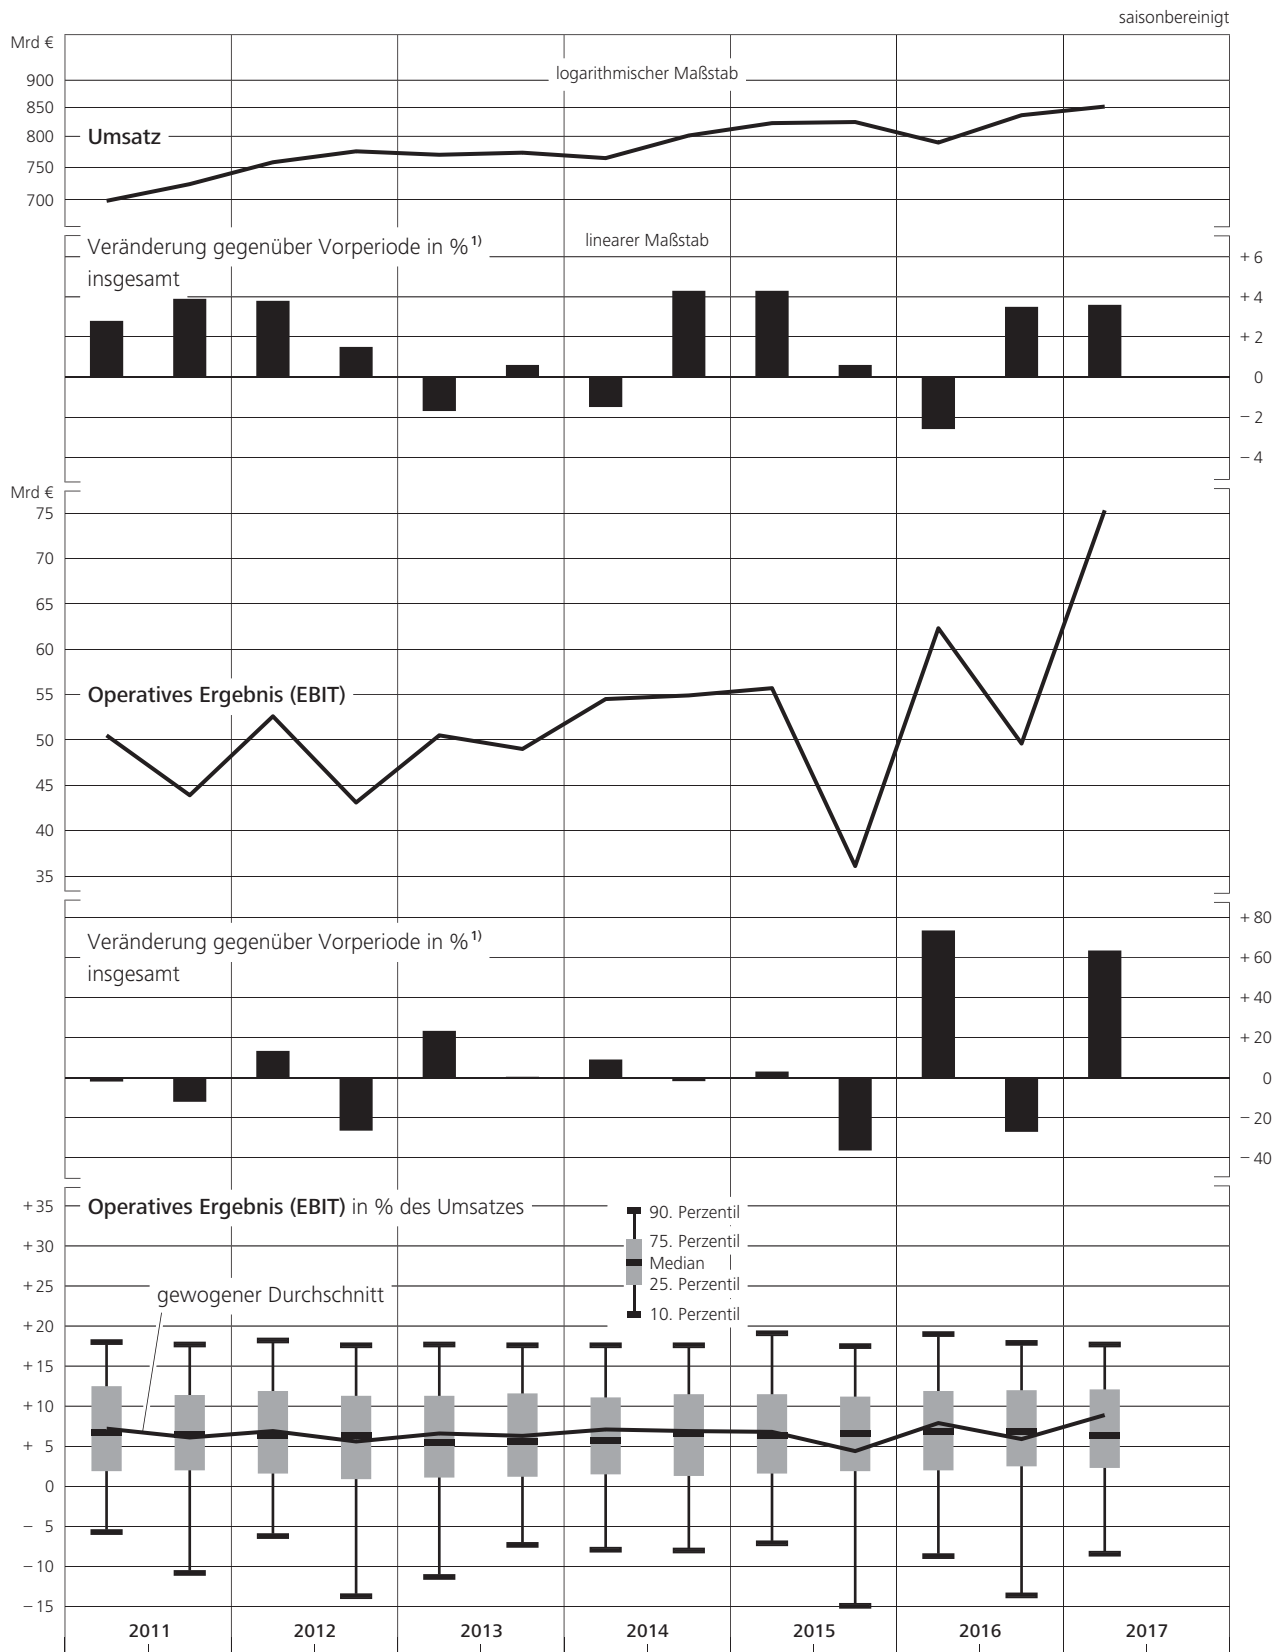 saisonbereinigt
Mrd €
logarithmischer Maßstab
900
850
800
750
700
Umsatz
Veränderung gegenüber Vorperiode in % 1)
insgesamt
linearer Maßstab
+ 6
+ 4
+ 2
0
− 2
− 4
Mrd €
75
70
65
60
55
50
45
40
35
Operatives Ergebnis (EBIT)
Veränderung gegenüber Vorperiode in % 1)
insgesamt
+ 80
+ 60
+ 40
+ 20
0
− 20
− 40
Operatives Ergebnis (EBIT) in % des Umsatzes
90. Perzentil
75. Perzentil
Median
25. Perzentil
10. Perzentil
gewogener Durchschnitt
+ 35
+ 30
+ 25
+ 20
+ 15
+ 10
+ 5
0
− 5
− 10
− 15
2011 2012 2013 2014 2015 2016 2017